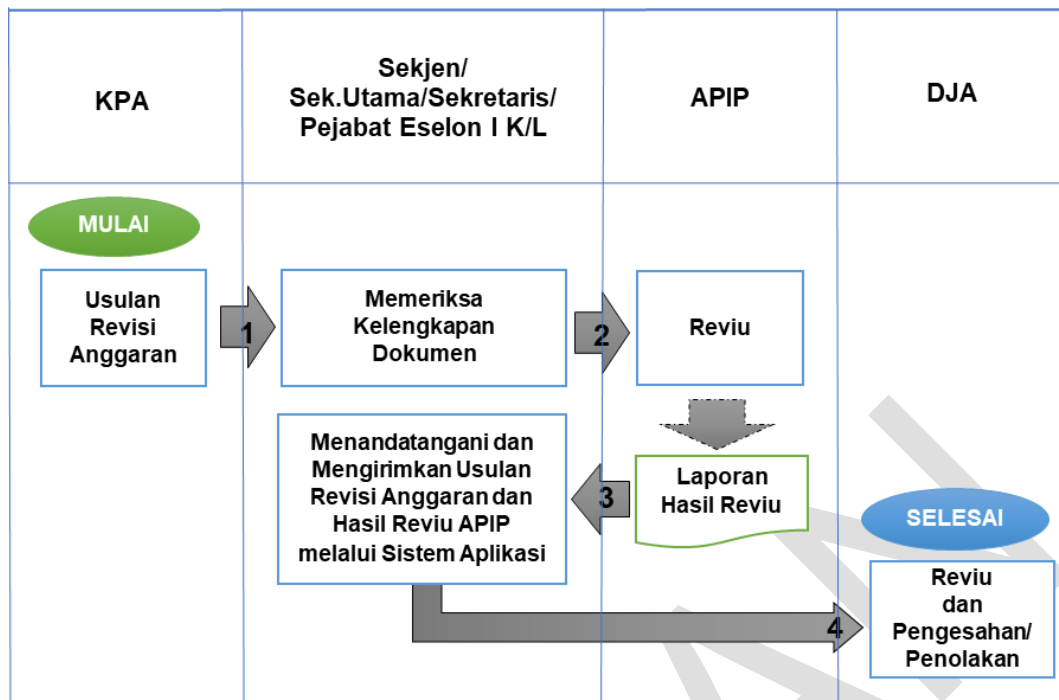 KPA
Sekjen/
Sek.Utama/Sekretaris/
Pejabat Eselon I K/L
APIP
DJA
MULAI
Usulan
Revisi
Anggaran
1
Memeriksa
Kelengkapan
Dokumen
2
Reviu
Menandatangani dan
Mengirimkan Usulan
Revisi Anggaran dan
Hasil Reviu APIP
melalui Sistem Aplikasi
3
Laporan
Hasil Reviu
SELESAI
4
Reviu
dan
Pengesahan/
Penolakan